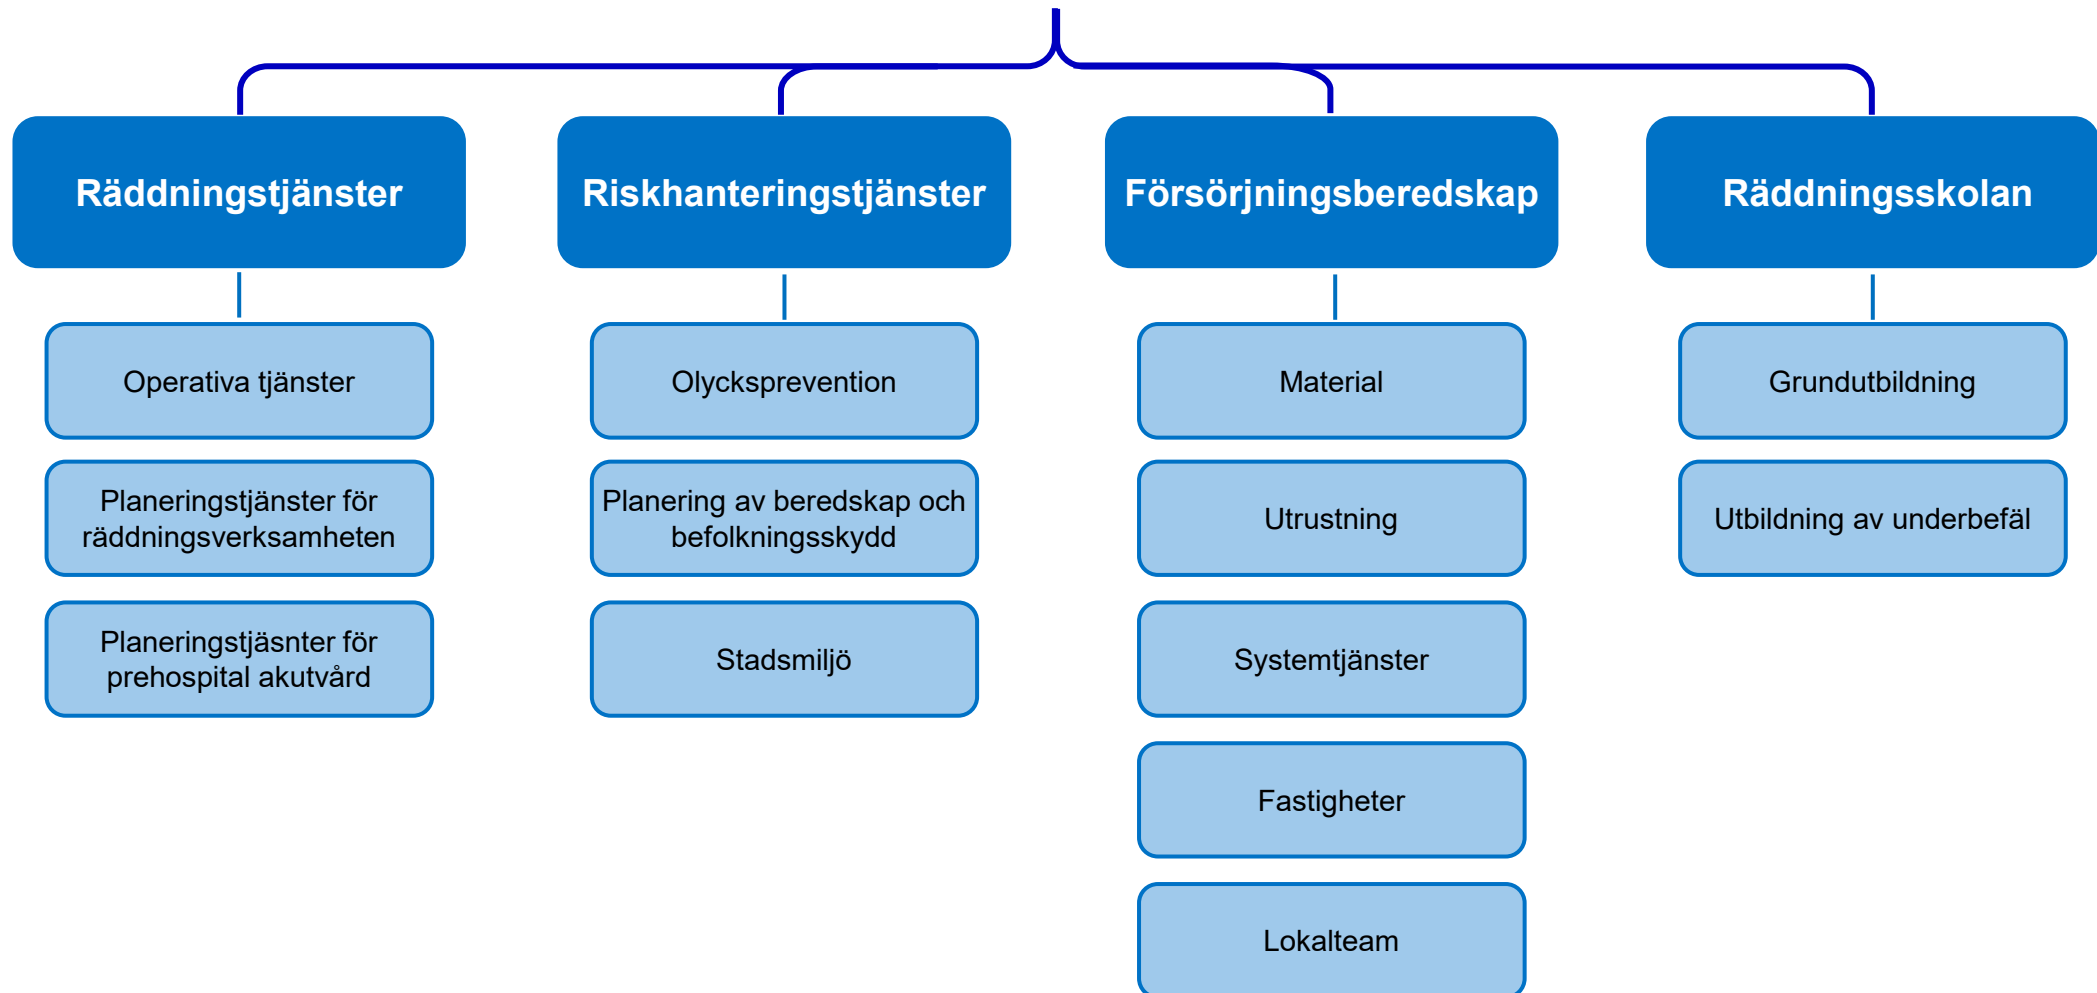 Räddningstjänster
Riskhanteringstjänster
Försörjningsberedskap
Räddningsskolan
Operativa tjänster
Planeringstjänster för
räddningsverksamheten
Planeringstjäsnter för
prehospital akutvård
Olycksprevention
Planering av beredskap och
befolkningsskydd
Stadsmiljö
Material
Utrustning
Systemtjänster
Fastigheter
Lokalteam
Grundutbildning
Utbildning av underbefäl